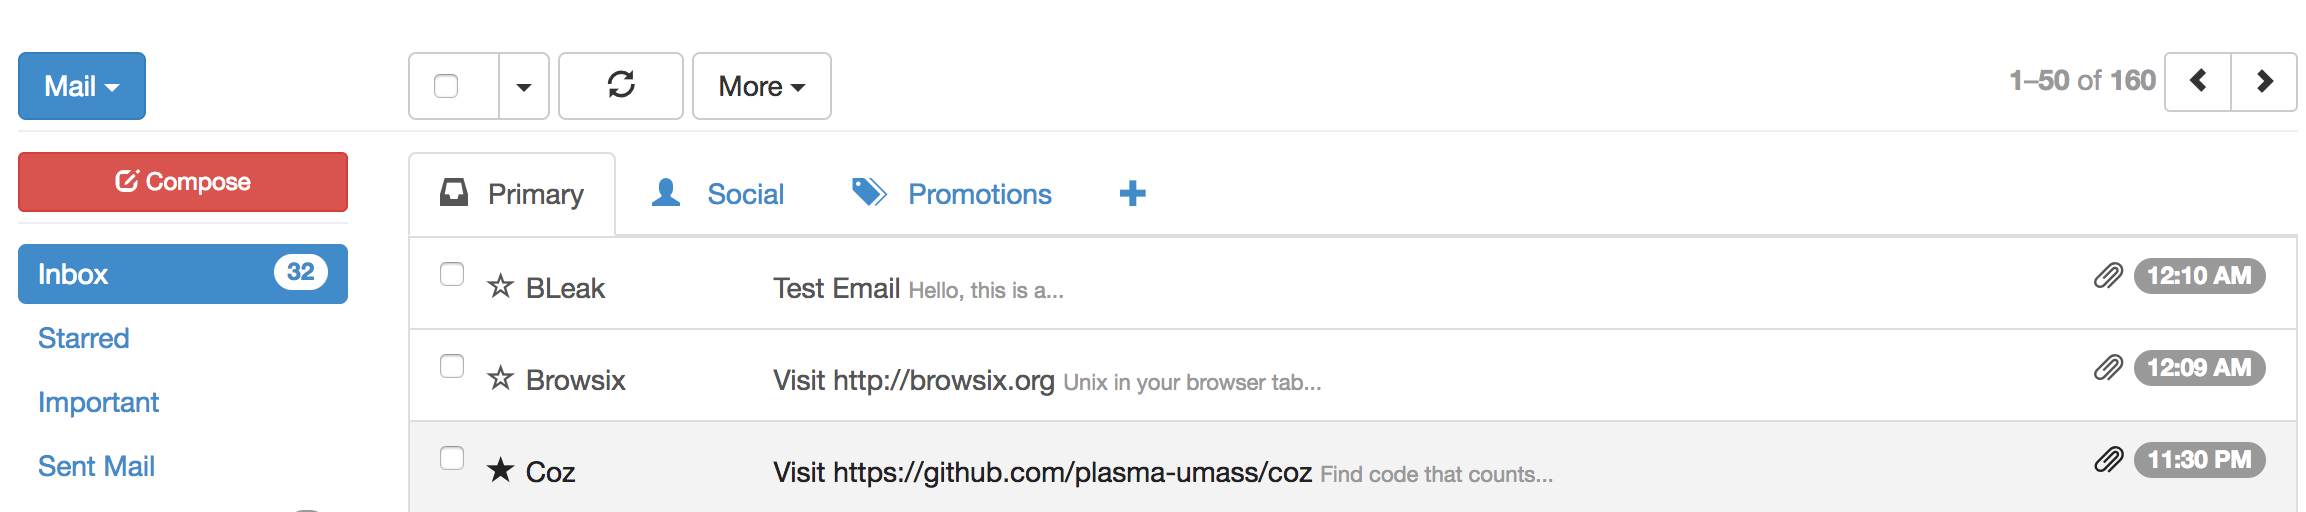 Mail More 1–50 of 160
Compose
Primary Social Promotions
Inbox 32
BLeak Test Email Hello, this is a... 12:10 AM
Starred
Browsix Visit http://browsix.org Unix in your browser tab... 12:09 AM
Important
Sent Mail
Coz Visit https://github.com/plasma-umass/coz Find code that counts... 11:30 PM